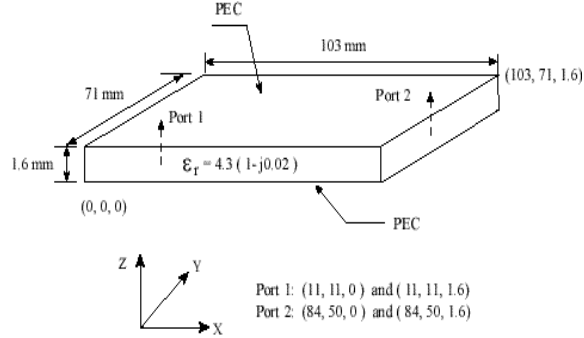 PEC
103 mm
(103, 71, 1.6)
71 mm
Port 2
Port 1
1.6 mm
εr = 4.3 ( 1-j0.02 )
(0, 0, 0)
PEC
Z
Y
X
Port 1: (11, 11, 0 ) and ( 11, 11, 1.6)
Port 2: (84, 50, 0 ) and ( 84, 50, 1.6)